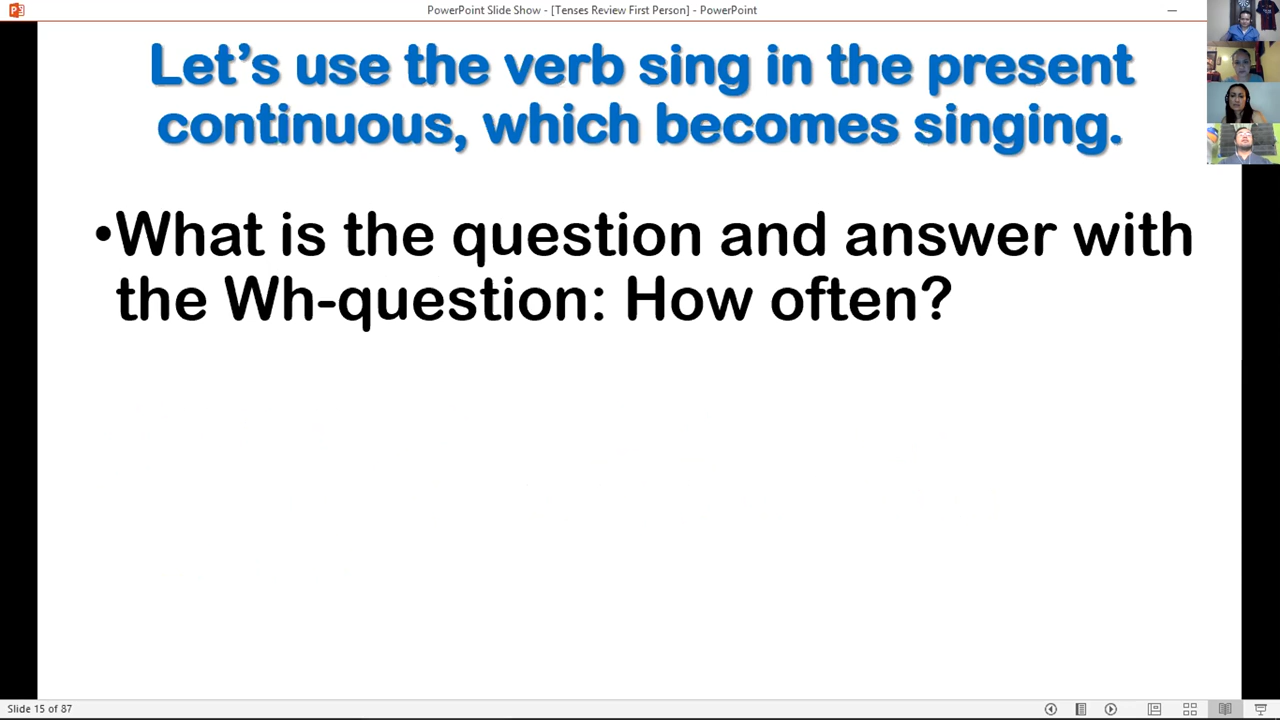 PowerPoint Slide Show - [Tenses Review First Person] - PowerPoint
Let's use the verb sing in the present
continuous, which becomes singing.
•What is the question and answer with
the Wh-question: How often?
Slide 15 of 87